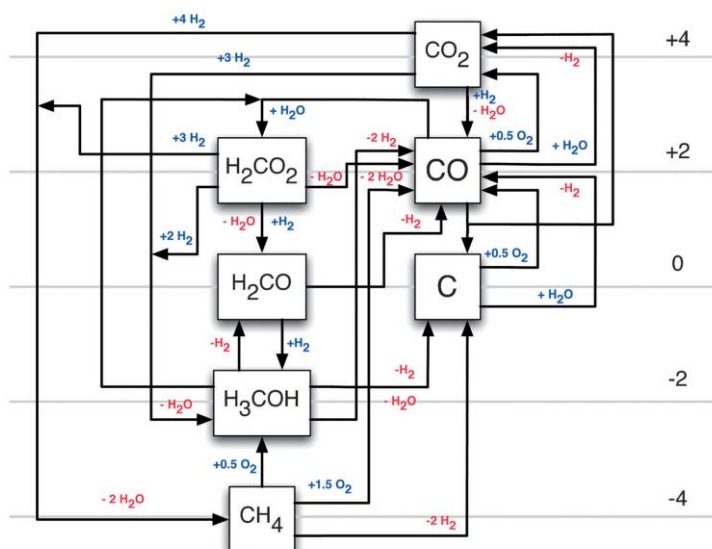 +4 H₂
CO₂
+4
-H₂
+3 H₂
+H₂
- H₂O
+ H₂O
-2 H₂
+0.5 O₂
+ H₂O
+3 H₂
H₂CO₂
- H₂O
- 2 H₂O
CO
-H₂
+2
- H₂O
+H₂
-H₂
+2 H₂
+0.5 O₂
H₂CO
C
0
+ H₂O
-H₂
+H₂
-H₂
- H₂O
H₃COH
- H₂O
-2
+0.5 O₂
+1.5 O₂
- 2 H₂O
CH₄
-2 H₂
-4